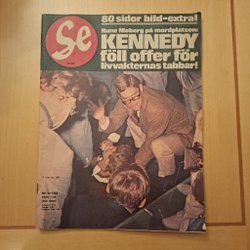 80 sidor bild-extra!
Se
Rune Moberg på mordplatsen:
KENNEDY
föll offer för
livvakternas tabbar!